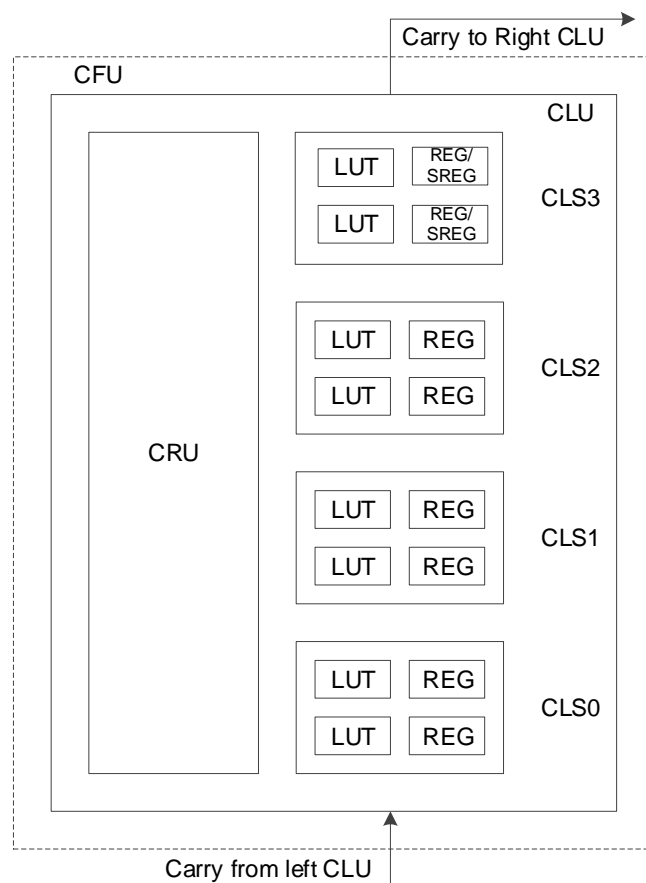 Carry to Right CLU
CFU
CLU
LUT
REG/
SREG
LUT
REG/
SREG
CLS3
LUT
REG
LUT
REG
CLS2
CRU
LUT
REG
LUT
REG
CLS1
LUT
REG
LUT
REG
CLS0
Carry from left CLU